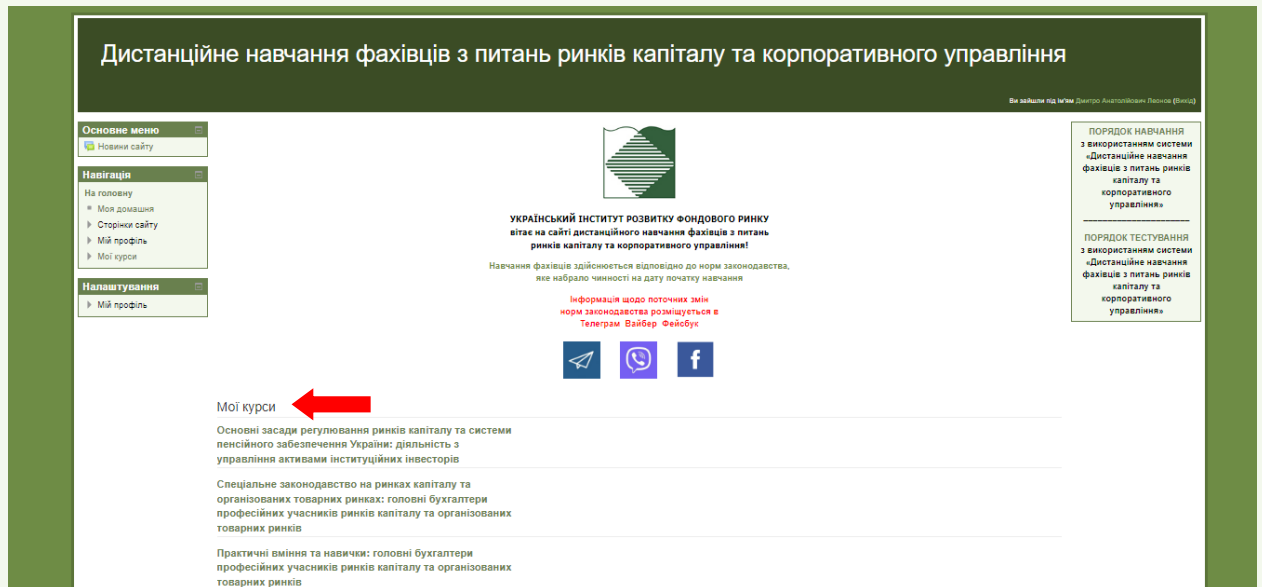 Дистанційне навчання фахівців з питань ринків капіталу та корпоративного управління
Ви зайшли під ім'ям Дмитро Анатолійович Леонов (Вихід)
Основне меню
Новини сайту
Навігація
На головну
Моя домашня
Сторінки сайту
Мій профіль
Мої курси
Налаштування
Мій профіль
УКРАЇНСЬКИЙ ІНСТИТУТ РОЗВИТКУ ФОНДОВОГО РИНКУ
вітає на сайті дистанційного навчання фахівців з питань
ринків капіталу та корпоративного управління!
Навчання фахівців здійснюється відповідно до норм законодавства,
яке набрало чинності на дату початку навчання
Інформація щодо поточних змін
норм законодавства розміщується в
Телеграм Вайбер Фейсбук
Мої курси
Основні засади регулювання ринків капіталу та системи
пенсійного забезпечення України: діяльність з
управління активами інституційних інвесторів
Спеціальне законодавство на ринках капіталу та
організованих товарних ринках: головні бухгалтери
професійних учасників ринків капіталу та організованих
товарних ринків
Практичні вміння та навички: головні бухгалтери
професійних учасників ринків капіталу та організованих
товарних ринків
ПОРЯДОК НАВЧАННЯ
з використанням системи
«Дистанційне навчання
фахівців з питань ринків
капіталу та
корпоративного
управління»
ПОРЯДОК ТЕСТУВАННЯ
з використанням системи
«Дистанційне навчання
фахівців з питань ринків
капіталу та
корпоративного
управління»